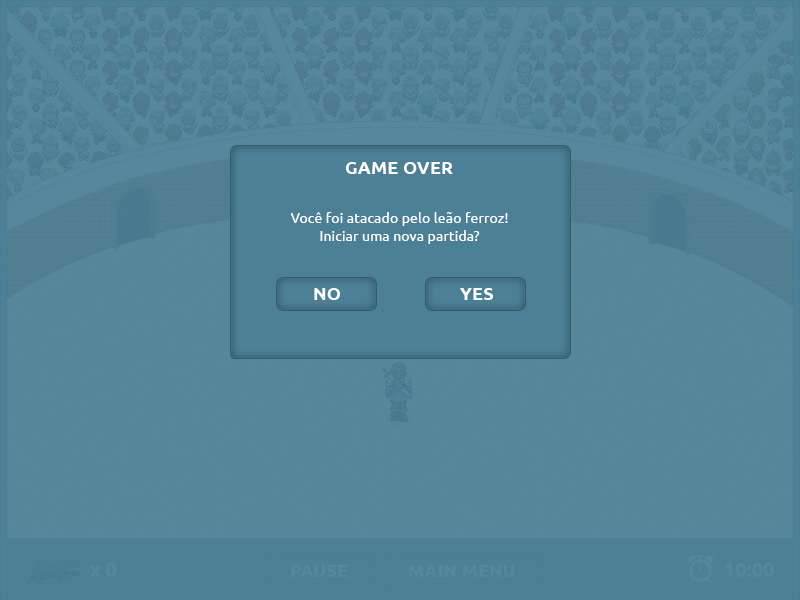 GAME OVER
Você foi atacado pelo leão ferroz!
Iniciar uma nova partida?
NO
YES
x 0
PAUSE
MAIN MENU
10:00